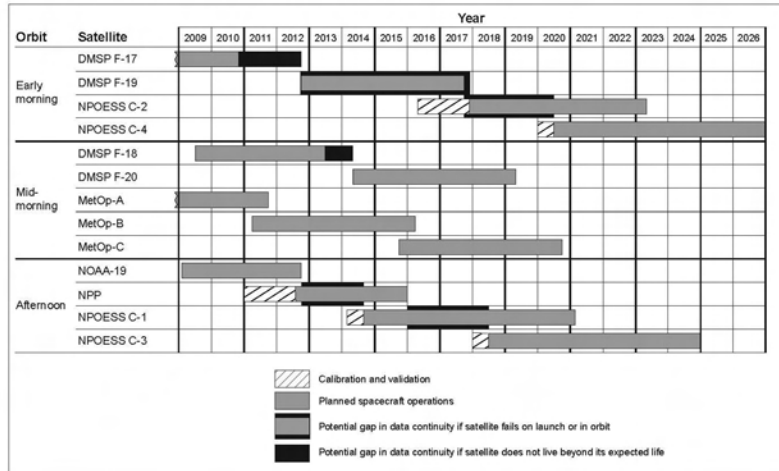 Year
Orbit Satellite 2009 2010 2011 2012 2013 2014 2015 2016 2017 2018 2019 2020 2021 2022 2023 2024 2025 2026
DMSP F-17
Early morning DMSP F-19
NPOESS C-2
NPOESS C-4
DMSP F-18
DMSP F-20
Mid-
morning MetOp-A
MetOp-B
MetOp-C
NOAA-19
NPP
Afternoon NPOESS C-1
NPOESS C-3
Calibration and validation
Planned spacecraft operations
Potential gap in data continuity if satellite fails on launch or in orbit
Potential gap in data continuity if satellite does not live beyond its expected life